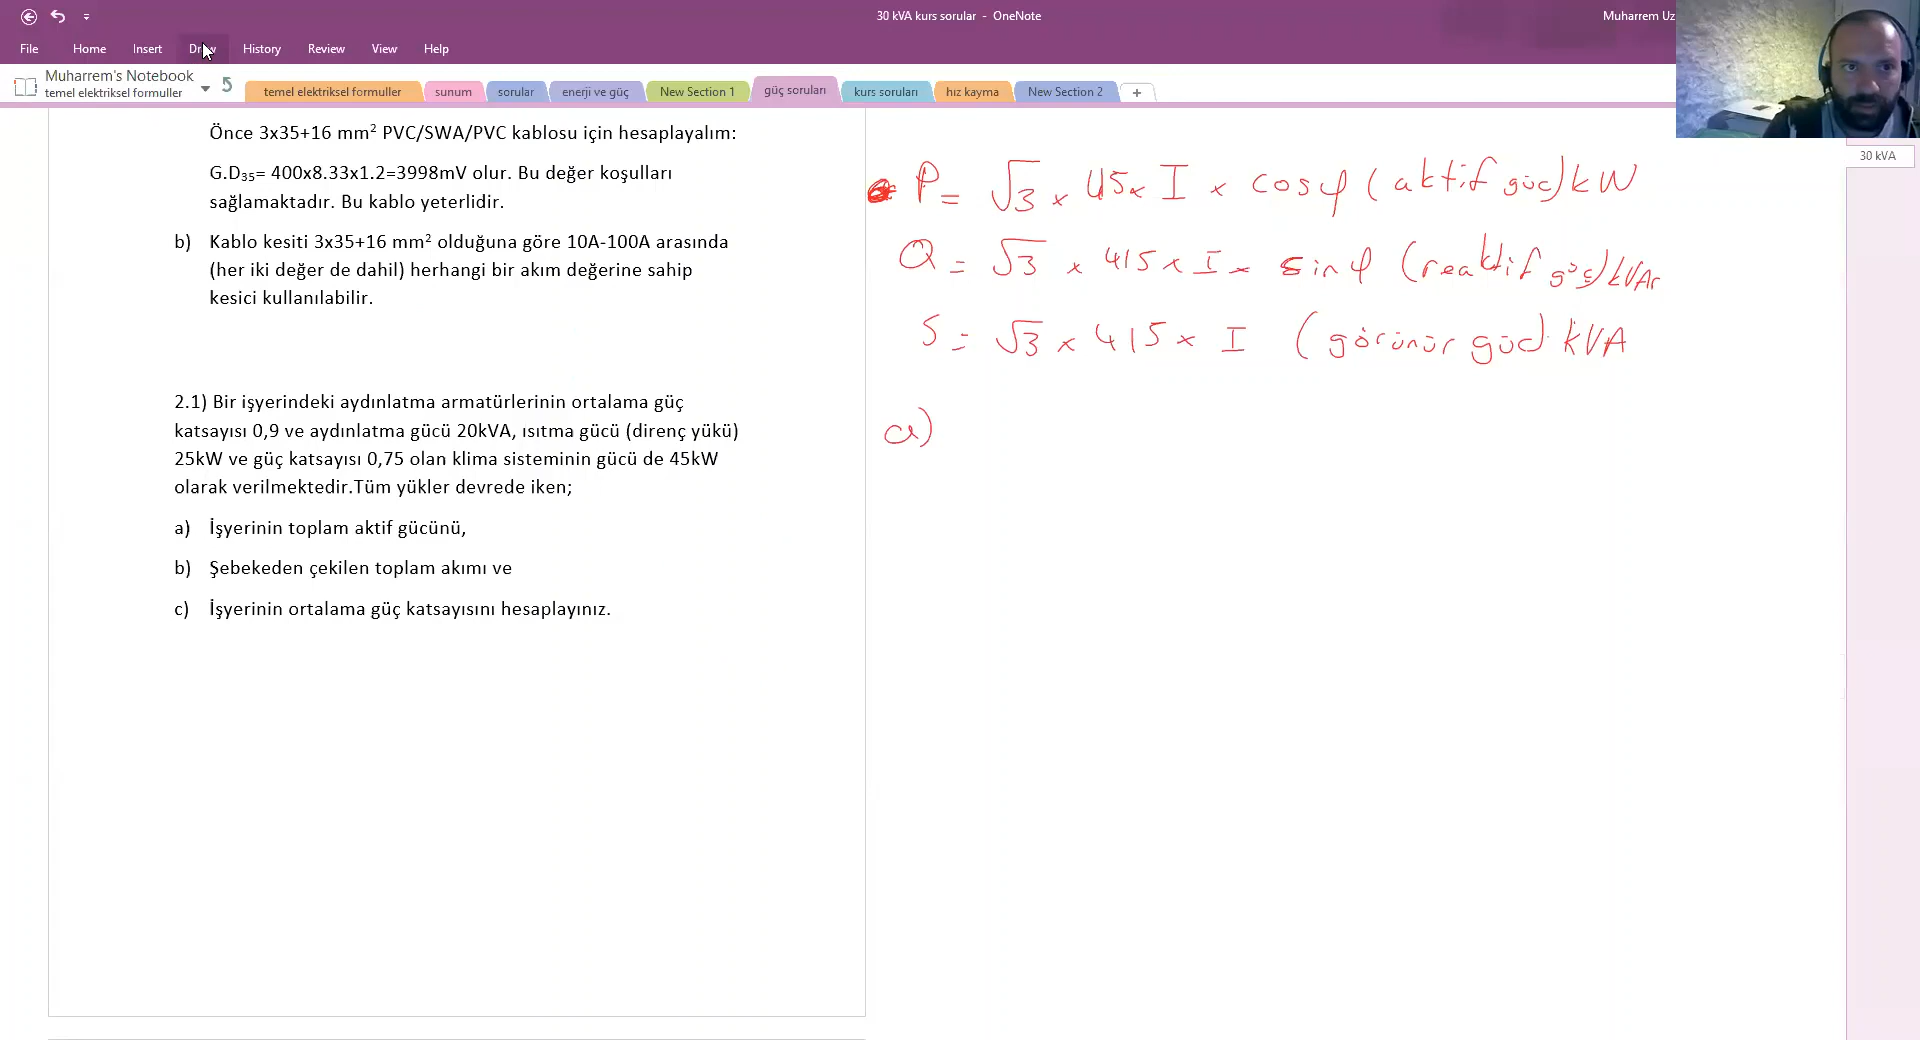 30 kVA kurs sorular - OneNote
Muharrem Uz
File Home Insert Draw History Review View Help
Muharrem's Notebook
temel elektriksel formuller
temel elektriksel formuller sunum sorular enerji ve güç New Section 1 güç soruları kurs soruları hız kayma New Section 2 +
30 kVA
Önce 3x35+16 mm² PVC/SWA/PVC kablosu için hesaplayalım:
G.D₃₅= 400x8.33x1.2=3998mV olur. Bu değer koşulları
sağlamaktadır. Bu kablo yeterlidir.
b) Kablo kesiti 3x35+16 mm² olduğuna göre 10A-100A arasında
(her iki değer de dahil) herhangi bir akım değerine sahip
kesici kullanılabilir.
2.1) Bir işyerindeki aydınlatma armatürlerinin ortalama güç
katsayısı 0,9 ve aydınlatma gücü 20kVA, ısıtma gücü (direnç yükü)
25kW ve güç katsayısı 0,75 olan klima sisteminin gücü de 45kW
olarak verilmektedir.Tüm yükler devrede iken;
a) İşyerinin toplam aktif gücünü,
b) Şebekeden çekilen toplam akımı ve
c) İşyerinin ortalama güç katsayısını hesaplayınız.
P = √3 x 415 x I x cosφ (aktif güç) kW
Q = √3 x 415 x I x sinφ (reaktif güç) kVAr
S = √3 x 415 x I (görünür güç) kVA
a)